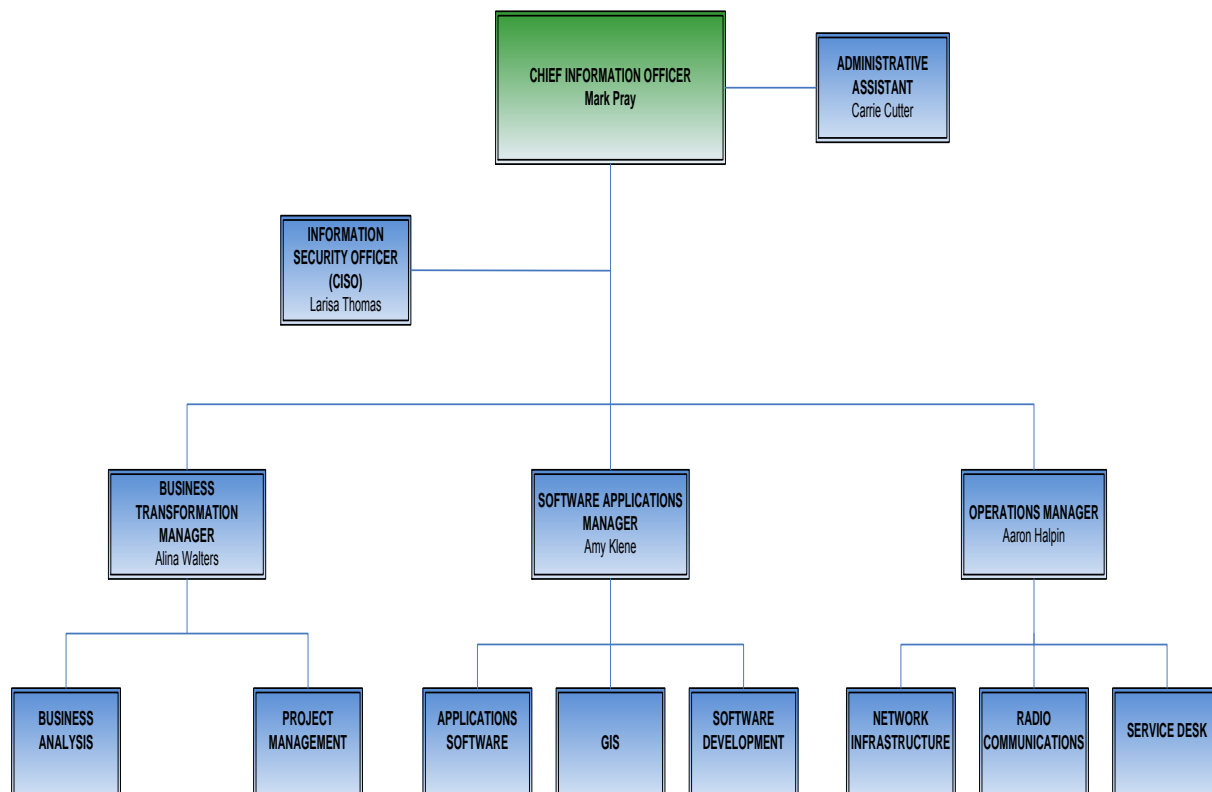 CHIEF INFORMATION OFFICER
Mark Pray
ADMINISTRATIVE
ASSISTANT
Carrie Cutter
INFORMATION
SECURITY OFFICER
(CISO)
Larisa Thomas
BUSINESS
TRANSFORMATION
MANAGER
Alina Walters
SOFTWARE APPLICATIONS
MANAGER
Amy Klene
OPERATIONS MANAGER
Aaron Halpin
BUSINESS
ANALYSIS
PROJECT
MANAGEMENT
APPLICATIONS
SOFTWARE
GIS
SOFTWARE
DEVELOPMENT
NETWORK
INFRASTRUCTURE
RADIO
COMMUNICATIONS
SERVICE DESK